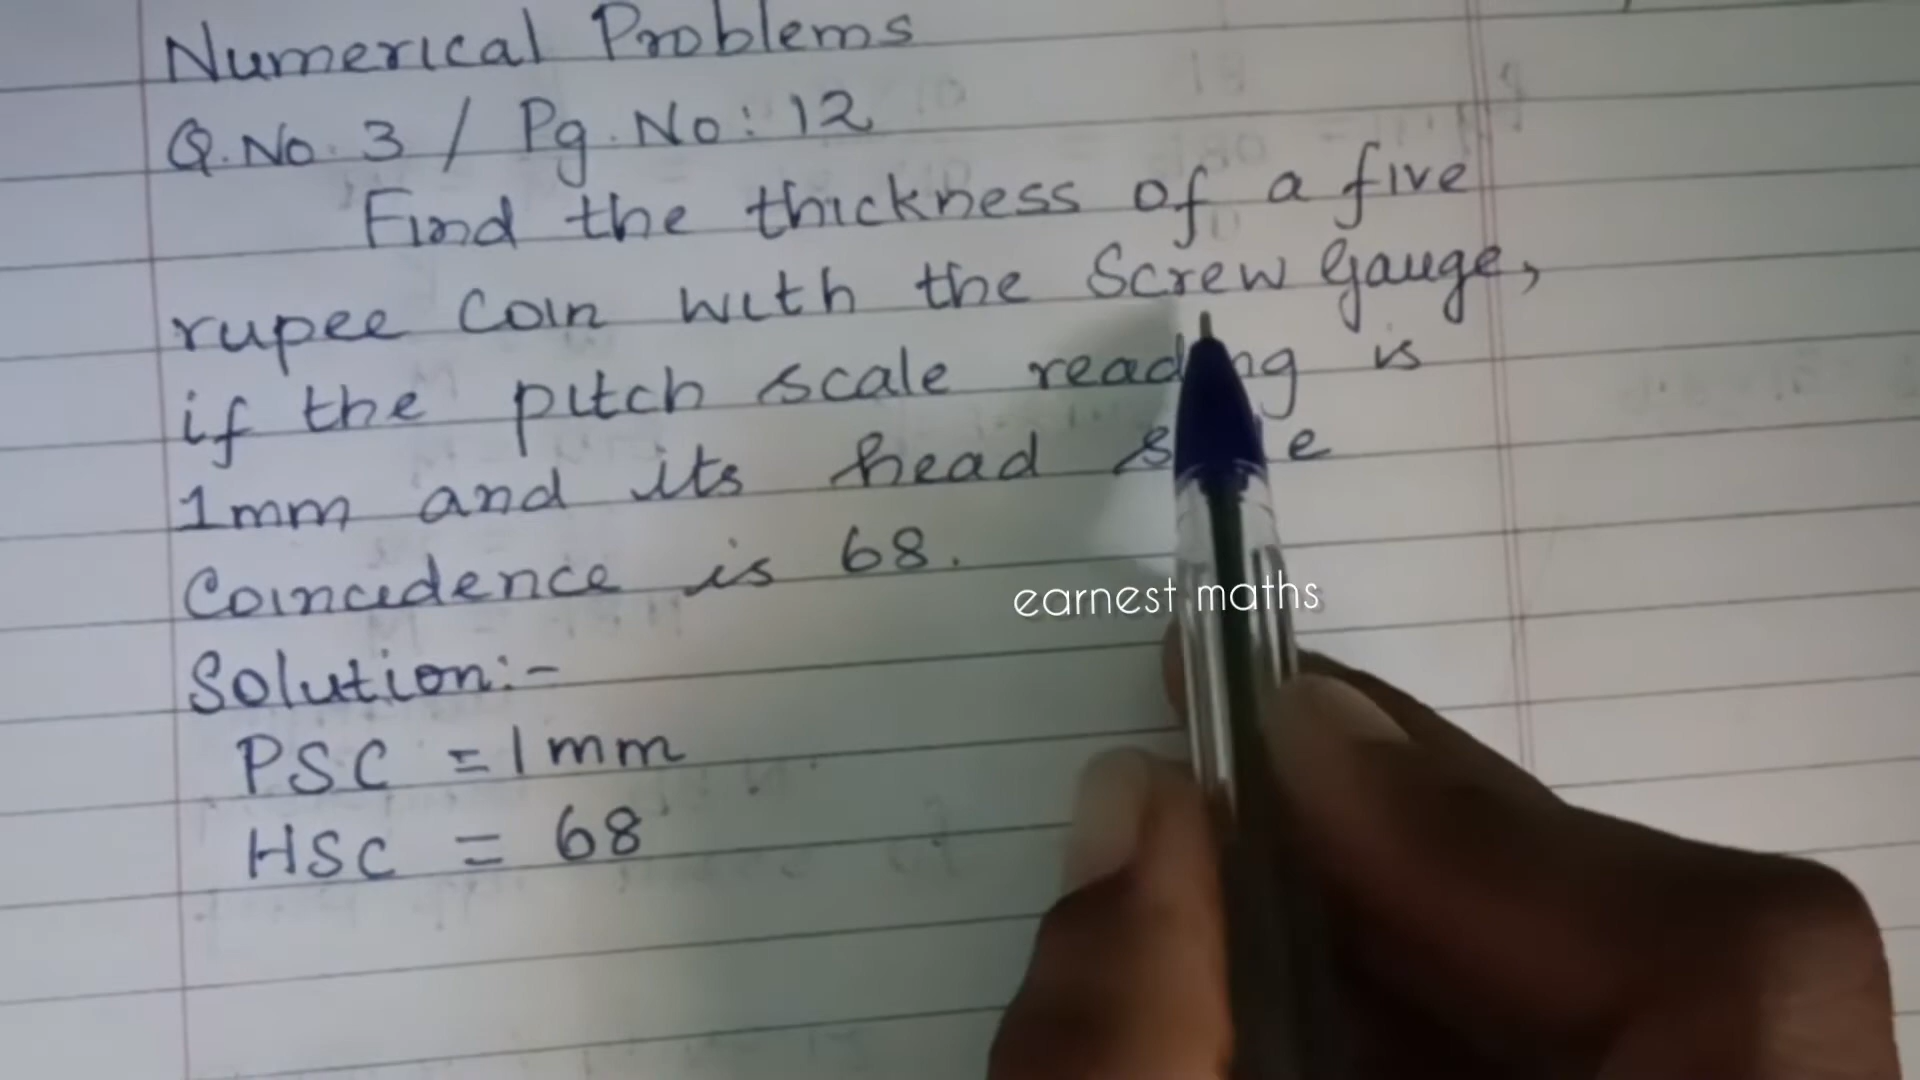 Numerical Problems
Q.No. 3 / Pg. No: 12
Find the thickness of a five
rupee coin with the Screw Gauge,
if the pitch scale reading is
1mm and its head
Coincidence is 68.
earnest maths
Solution:-
PSC = 1mm
HSC = 68